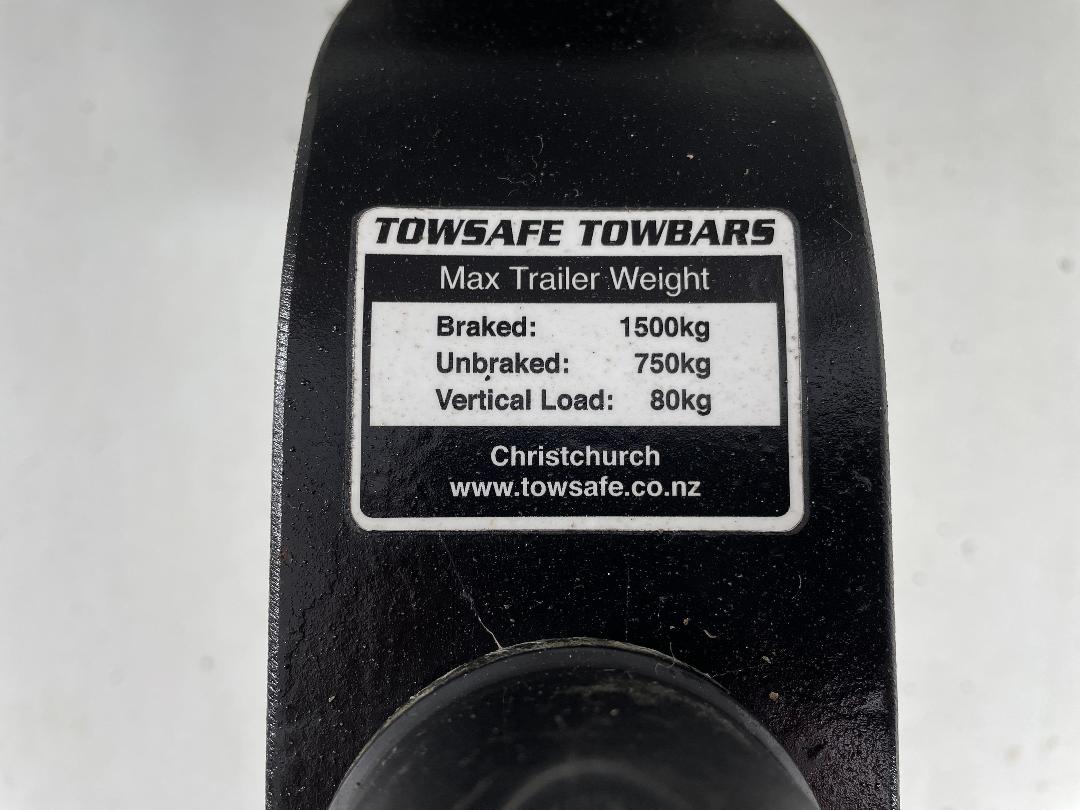 TOWSAFE TOWBARS
Max Trailer Weight
Braked: 1500kg
Unbraked: 750kg
Vertical Load: 80kg
Christchurch
www.towsafe.co.nz